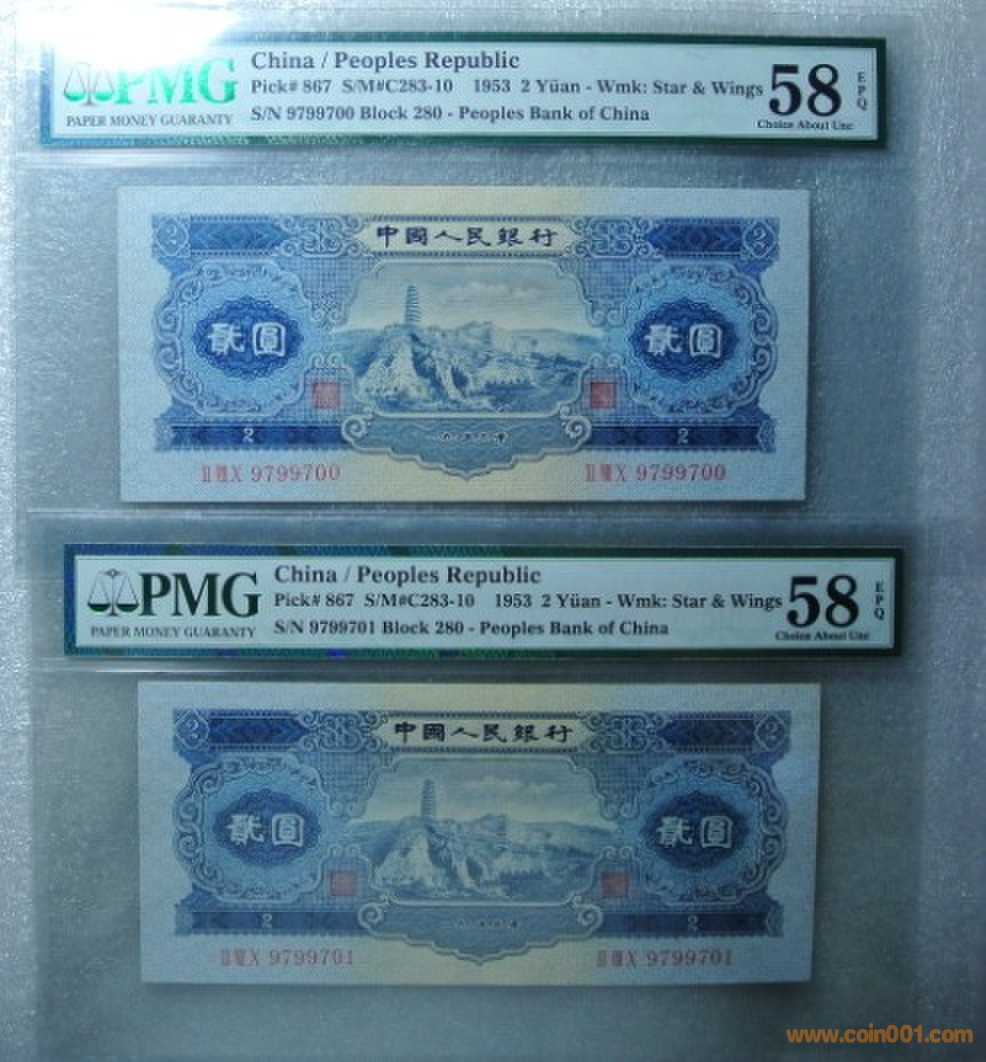 PMG
PAPER MONEY GUARANTY
China / Peoples Republic
Pick# 867 S/M#C283-10 1953 2 Yüan - Wmk: Star & Wings
S/N 9799700 Block 280 - Peoples Bank of China
58
EPQ
Choice About Unc
2 中國人民銀行 2
貳圓 貳圓
2 2
X 9799700 X 9799700
PMG
PAPER MONEY GUARANTY
China / Peoples Republic
Pick# 867 S/M#C283-10 1953 2 Yüan - Wmk: Star & Wings
S/N 9799701 Block 280 - Peoples Bank of China
58
EPQ
Choice About Unc
2 中國人民銀行 2
貳圓 貳圓
2 2
X 9799701 X 9799701
www.coin001.com